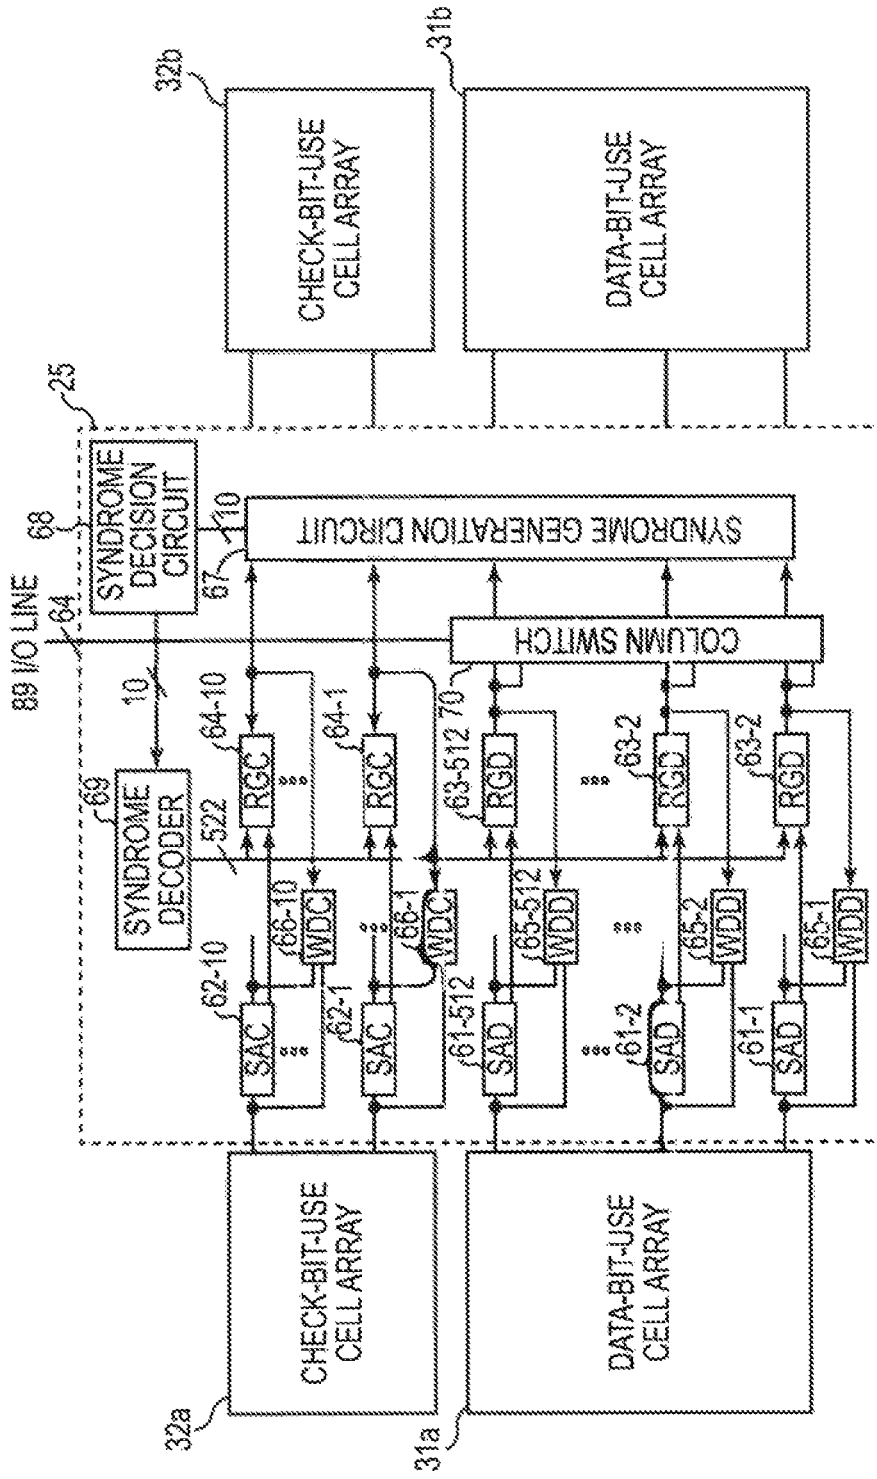 32b
31b
CHECK-BIT-USE
CELL ARRAY
DATA-BIT-USE
CELL ARRAY
25
68
SYNDROME
DECISION
CIRCUIT
10
67
SYNDROME GENERATION CIRCUIT
89 I/O LINE
64
COLUMN SWITCH
70
10
69
SYNDROME
DECODER
522
64-10
RGC
64-1
RGC
63-512
RGD
63-2
RGD
63-2
RGD
66-10
WDC
66-1
WDC
65-512
WDD
65-2
WDD
65-1
WDD
62-10
SAC
62-1
SAC
61-512
SAD
61-2
SAD
61-1
SAD
CHECK-BIT-USE
CELL ARRAY
DATA-BIT-USE
CELL ARRAY
32a
31a